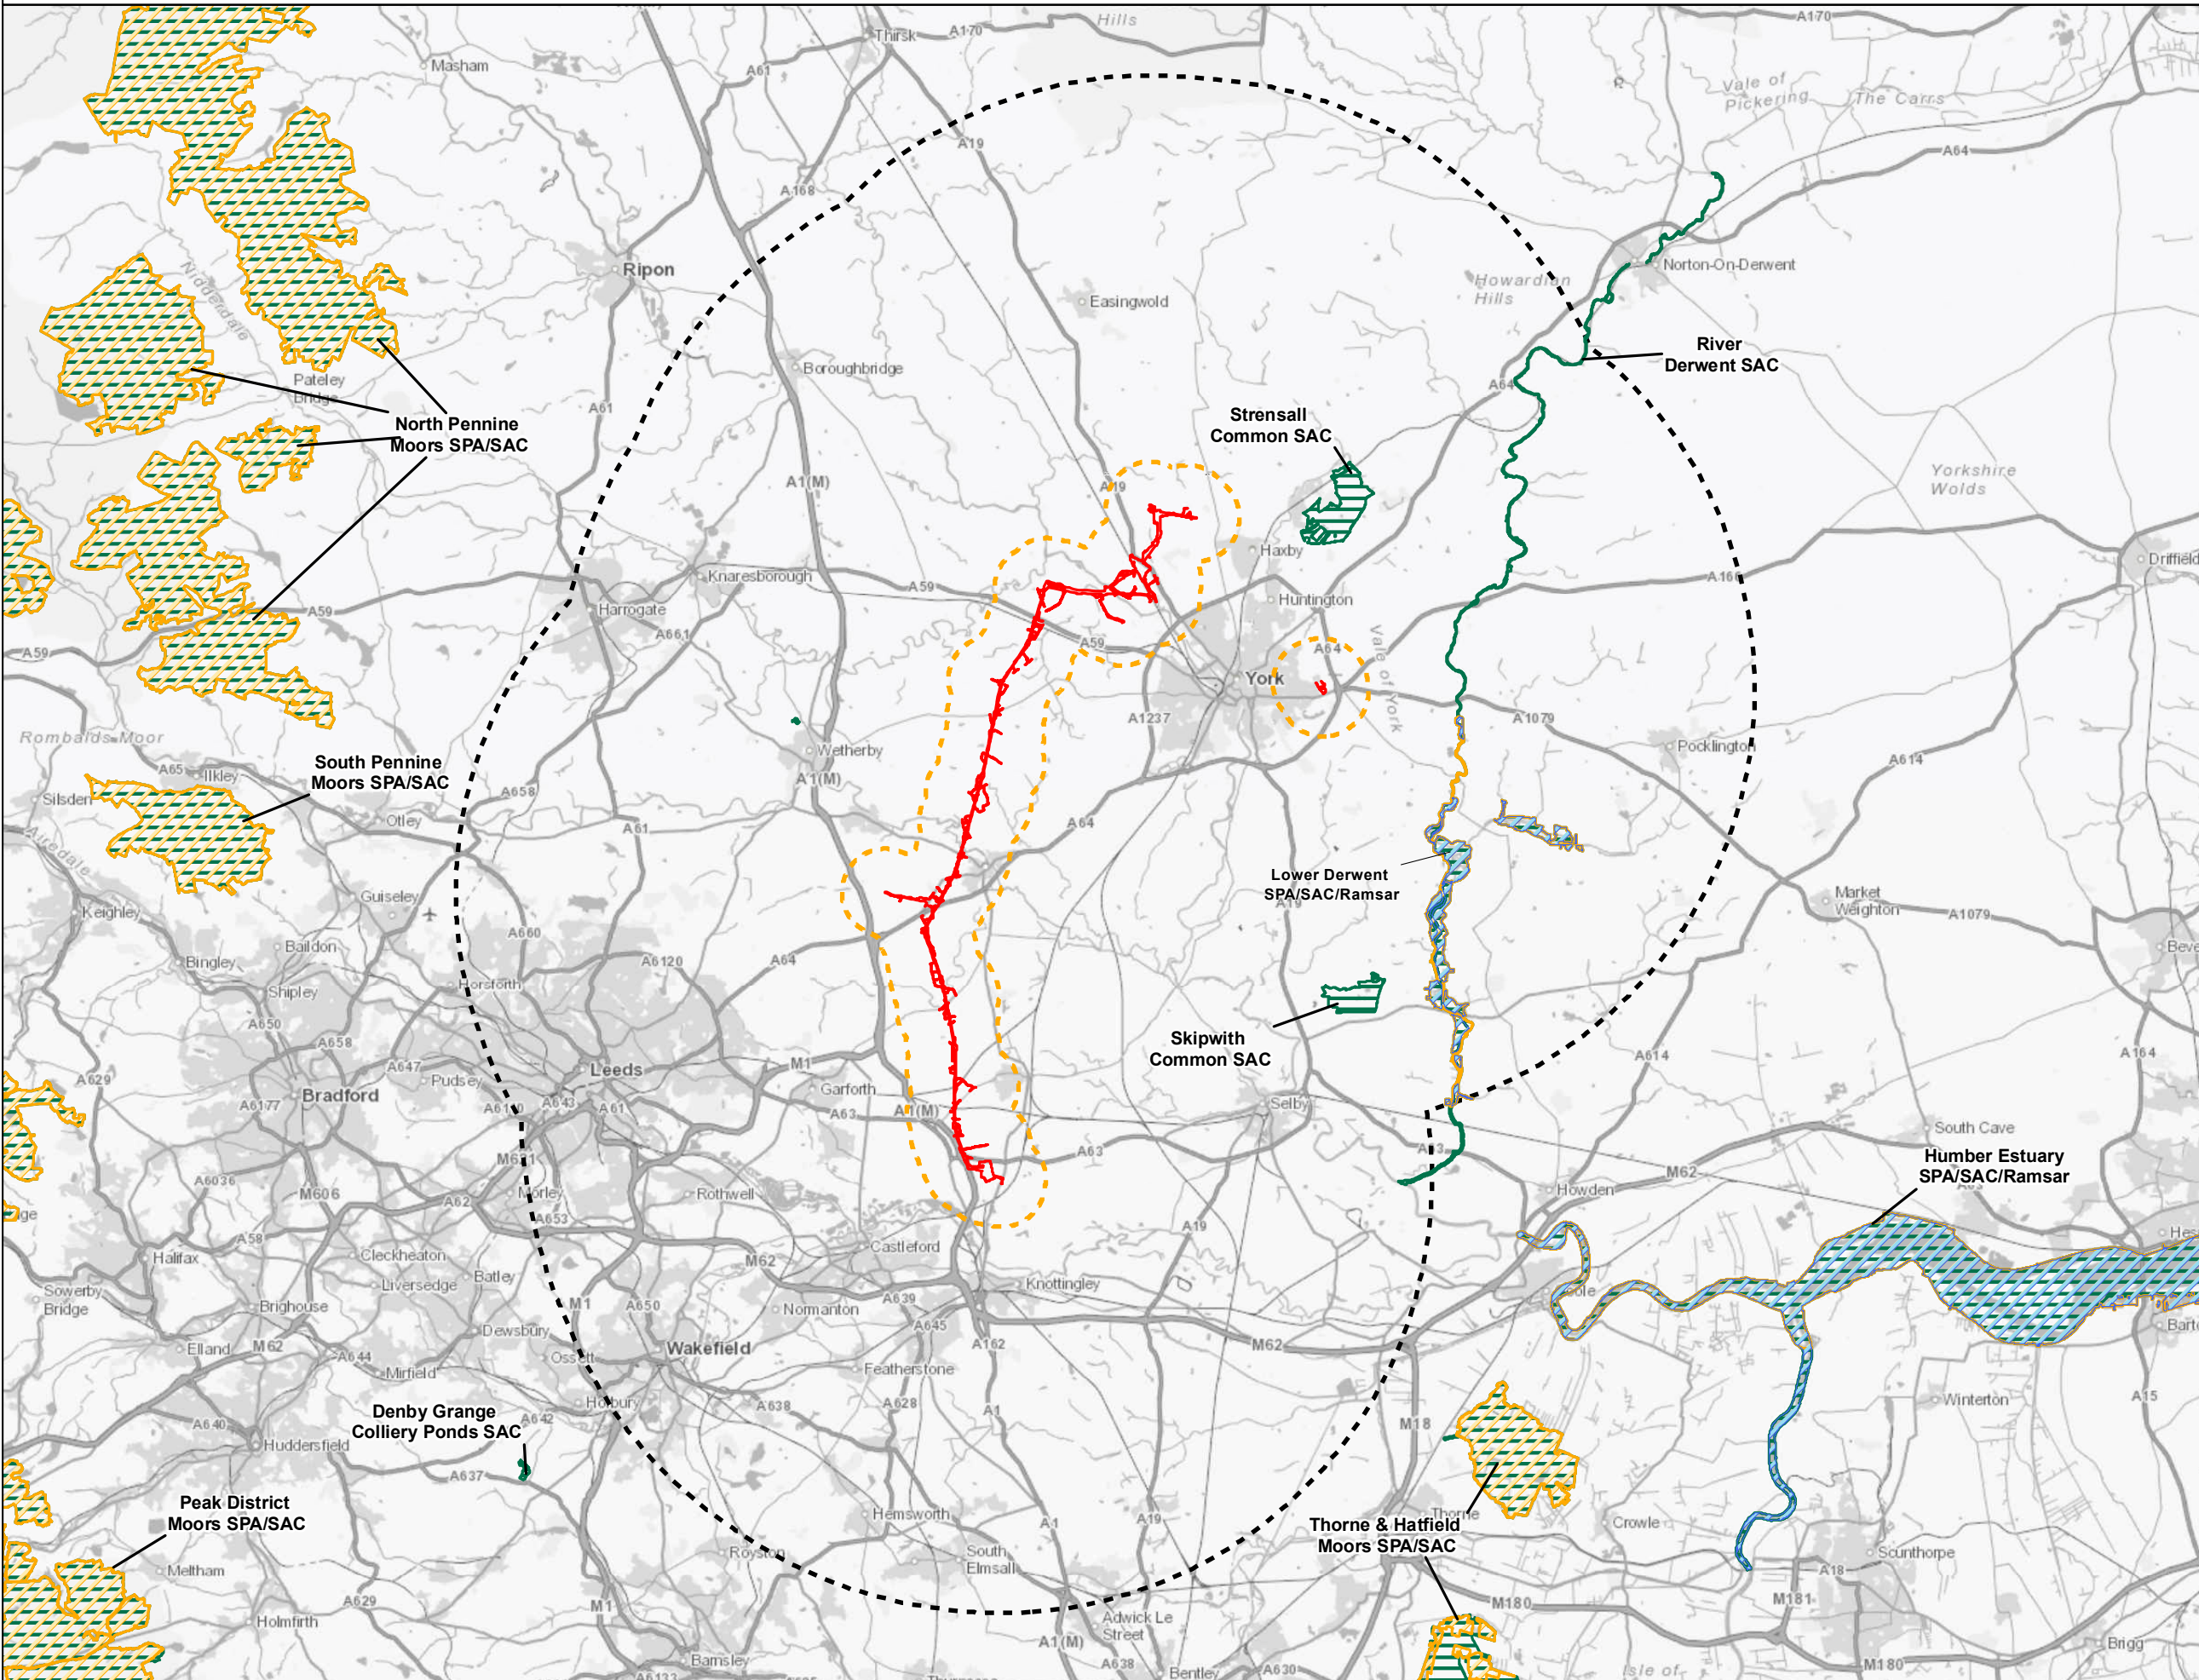 Hills
A170
Thirsk
A170
Masham
A61
Vale of
Pickering
The Carrs
A19
A64
A168
Ripon
Norton-On-Derwent
Nidderdale
Howardian
Hills
Easingwold
River
Derwent SAC
Boroughbridge
Pateley
Bridge
A64
A61
Strensall
Common SAC
North Pennine
Moors SPA/SAC
Yorkshire
Wolds
A1(M)
A19
Haxby
Driffield
Knaresborough
A59
A166
Harrogate
Huntington
A59
A661
A59
A64
Vale of York
A59
York
A1237
A1079
Rombalds Moor
Wetherby
Pocklington
South Pennine
Moors SPA/SAC
A65
Ilkley
A1(M)
A614
Silsden
A658
Otley
A61
A64
Airedale
Lower Derwent
SPA/SAC/Ramsar
Guiseley
Market
Weighton
A19
Keighley
A1079
A660
Baildon
Bingley
A6120
A64
Horsforth
Shipley
A650
Skipwith
Common SAC
A658
A614
A164
M1
A647
Leeds
A629
Pudsey
Garforth
Bradford
A6177
A643
A61
A1(M)
A63
Selby
South Cave
A63
M621
Humber Estuary
SPA/SAC/Ramsar
M62
A6036
M606
Morley
Rothwell
Howden
A62
A653
A19
A58
Halifax
Cleckheaton
Castleford
M62
Batley
Liversedge
Knottingley
Sowerby
Bridge
Brighouse
M1
A650
Normanton
A639
Dewsbury
A645
Elland
M62
Wakefield
A162
M62
A644
Ossett
Mirfield
Featherstone
A15
Winterton
Horbury
A638
A628
Denby Grange
Colliery Ponds SAC
A642
A1
M18
A640
Huddersfield
A637
Peak District
Moors SPA/SAC
Hemsworth
A1
A19
Thorne
Crowle
Thorne & Hatfield
Moors SPA/SAC
Royston
South
Elmsall
Scunthorpe
Meltham
A18
A629
M1
M180
M181
Holmfirth
Adwick Le
Street
A1(M)
Brigg
Barnsley
A638
Bentley
A630
M180
Isle of